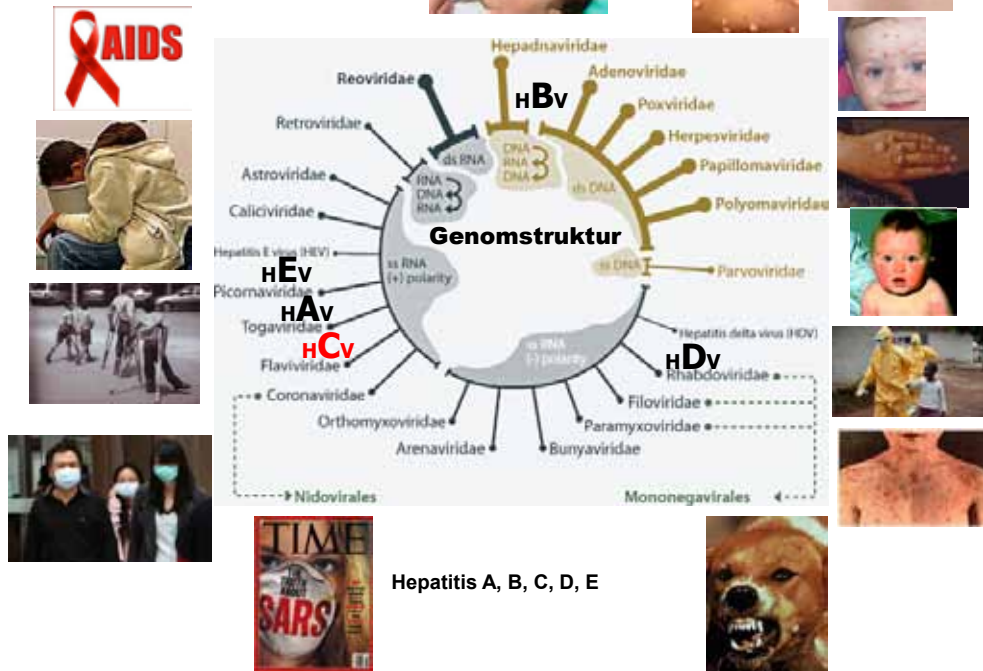 AIDS
Hepadnaviridae
Reoviridae
HBV
Adenoviridae
Poxviridae
Retroviridae
Herpesviridae
Astroviridae
ds RNA
DNA
RNA
DNA
ds DNA
Papillomaviridae
RNA
DNA
RNA
Caliciviridae
Polyomaviridae
Genomstruktur
Hepatitis E virus (HEV)
ss RNA
(+) polarity
ss DNA
Parvoviridae
HEV
Picornaviridae
HAV
Togaviridae
Hepatitis delta virus (HDV)
HCV
ss RNA
(-) polarity
HDV
Flaviviridae
Rhabdoviridae
Coronaviridae
Filoviridae
Orthomyxoviridae
Paramyxoviridae
Arenaviridae
Bunyaviridae
Nidovirales
Mononegavirales
TIME
THE
TRUTH
ABOUT
SARS
Hepatitis A, B, C, D, E